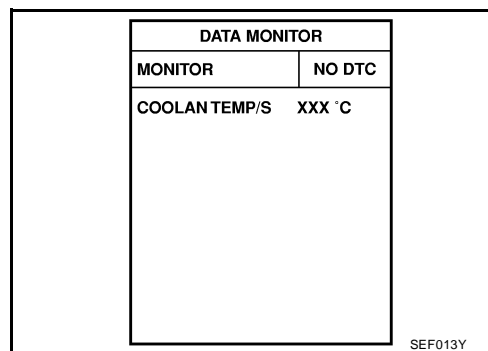 DATA MONITOR
MONITOR NO DTC
COOLAN TEMP/S XXX °C
SEF013Y